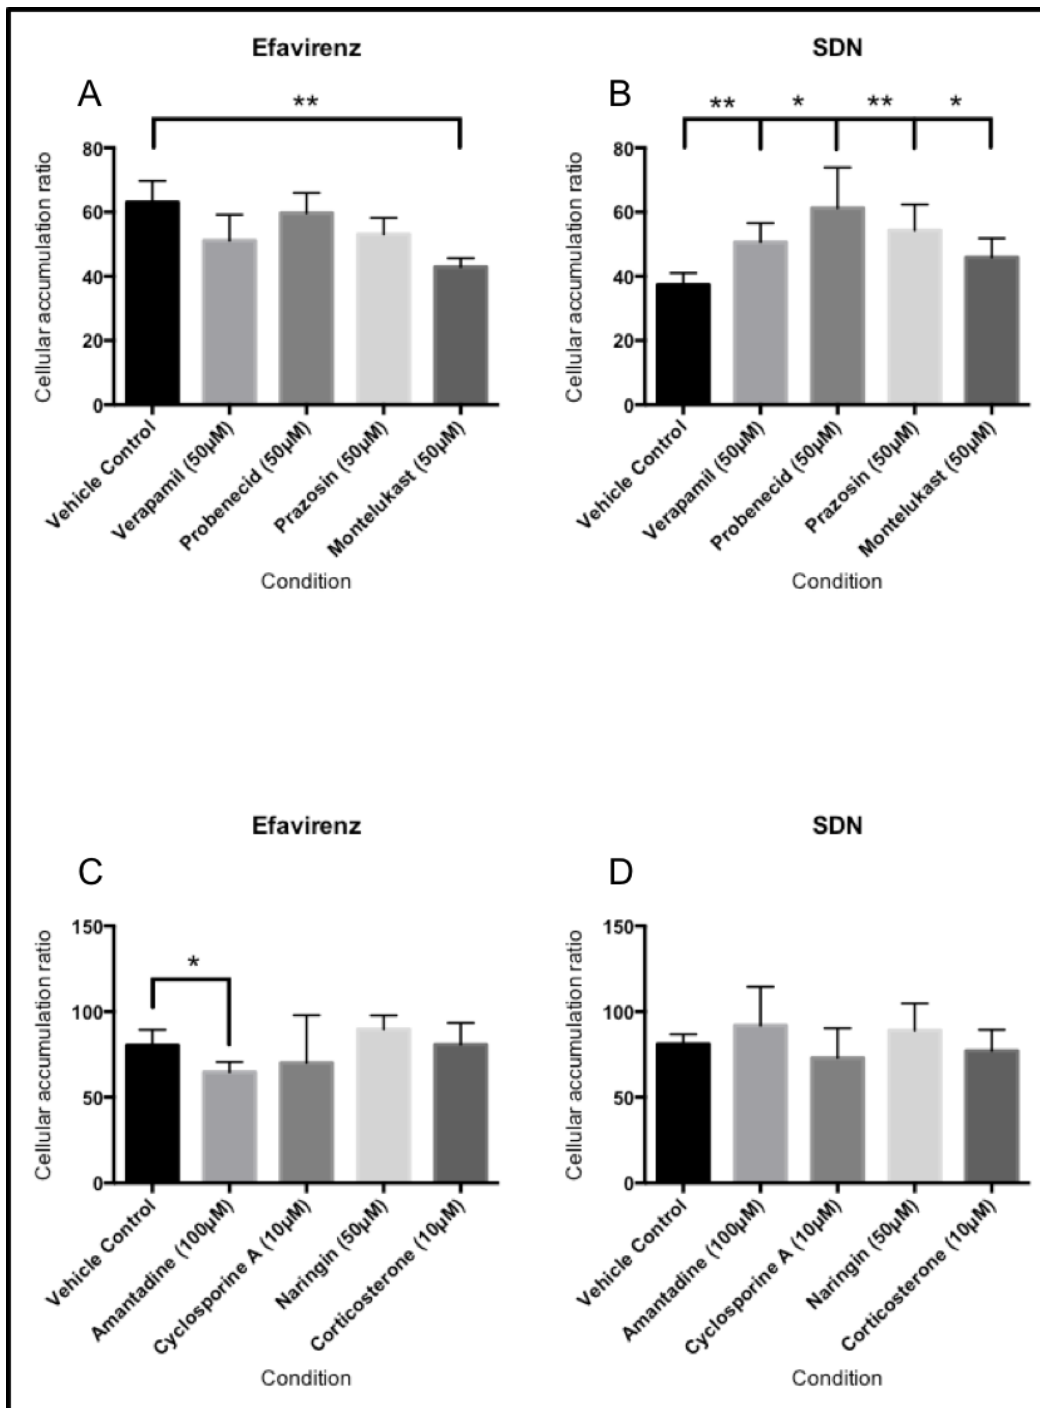 Efavirenz
A
**
Cellular accumulation ratio
80
60
40
20
0
Vehicle Control
Verapamil (50µM)
Probenecid (50µM)
Prazosin (50µM)
Montelukast (50µM)
Condition
SDN
B
** * ** *
Cellular accumulation ratio
80
60
40
20
0
Vehicle Control
Verapamil (50µM)
Probenecid (50µM)
Prazosin (50µM)
Montelukast (50µM)
Condition
Efavirenz
C
*
Cellular accumulation ratio
150
100
50
0
Vehicle Control
Amantadine (100µM)
Cyclosporine A (10µM)
Naringin (50µM)
Corticosterone (10µM)
Condition
SDN
D
Cellular accumulation ratio
150
100
50
0
Vehicle Control
Amantadine (100µM)
Cyclosporine A (10µM)
Naringin (50µM)
Corticosterone (10µM)
Condition